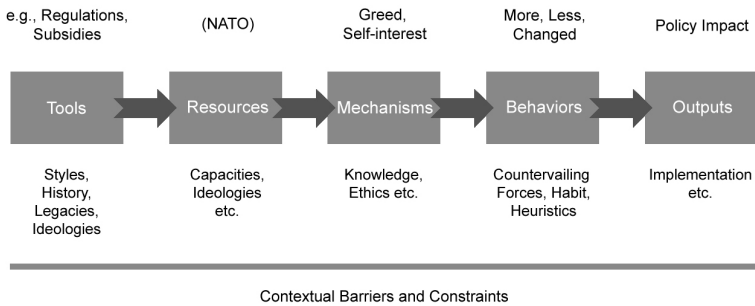 e.g., Regulations,
Subsidies
(NATO)
Greed,
Self-interest
More, Less,
Changed
Policy Impact
Tools
Resources
Mechanisms
Behaviors
Outputs
Styles,
History,
Legacies,
Ideologies
Capacities,
Ideologies
etc.
Knowledge,
Ethics etc.
Countervailing
Forces, Habit,
Heuristics
Implementation
etc.
Contextual Barriers and Constraints